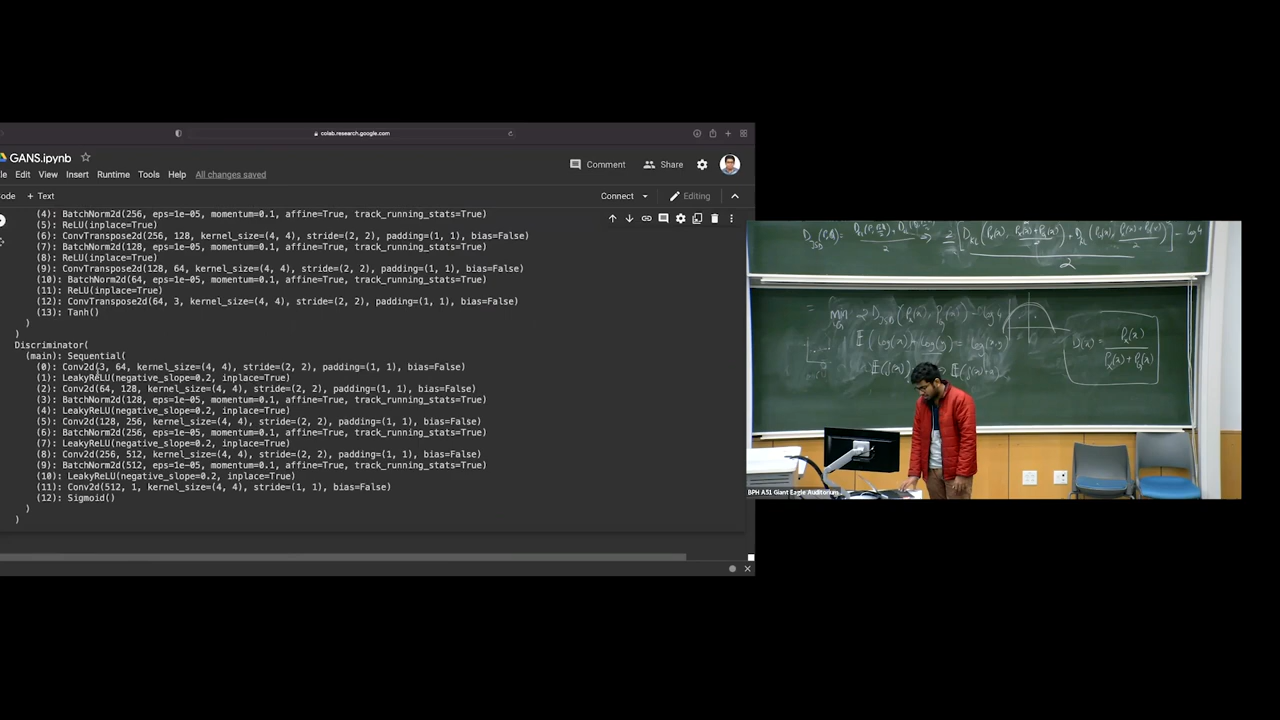 colab.research.google.com
GANS.ipynb
Comment
Share
le Edit View Insert Runtime Tools Help All changes saved
ode + Text
Connect
Editing
(4): BatchNorm2d(256, eps=1e-05, momentum=0.1, affine=True, track_running_stats=True)
(5): ReLU(inplace=True)
(6): ConvTranspose2d(256, 128, kernel_size=(4, 4), stride=(2, 2), padding=(1, 1), bias=False)
(7): BatchNorm2d(128, eps=1e-05, momentum=0.1, affine=True, track_running_stats=True)
(8): ReLU(inplace=True)
(9): ConvTranspose2d(128, 64, kernel_size=(4, 4), stride=(2, 2), padding=(1, 1), bias=False)
(10): BatchNorm2d(64, eps=1e-05, momentum=0.1, affine=True, track_running_stats=True)
(11): ReLU(inplace=True)
(12): ConvTranspose2d(64, 3, kernel_size=(4, 4), stride=(2, 2), padding=(1, 1), bias=False)
(13): Tanh()
)
)
Discriminator(
(main): Sequential(
(0): Conv2d(3, 64, kernel_size=(4, 4), stride=(2, 2), padding=(1, 1), bias=False)
(1): LeakyReLU(negative_slope=0.2, inplace=True)
(2): Conv2d(64, 128, kernel_size=(4, 4), stride=(2, 2), padding=(1, 1), bias=False)
(3): BatchNorm2d(128, eps=1e-05, momentum=0.1, affine=True, track_running_stats=True)
(4): LeakyReLU(negative_slope=0.2, inplace=True)
(5): Conv2d(128, 256, kernel_size=(4, 4), stride=(2, 2), padding=(1, 1), bias=False)
(6): BatchNorm2d(256, eps=1e-05, momentum=0.1, affine=True, track_running_stats=True)
(7): LeakyReLU(negative_slope=0.2, inplace=True)
(8): Conv2d(256, 512, kernel_size=(4, 4), stride=(2, 2), padding=(1, 1), bias=False)
(9): BatchNorm2d(512, eps=1e-05, momentum=0.1, affine=True, track_running_stats=True)
(10): LeakyReLU(negative_slope=0.2, inplace=True)
(11): Conv2d(512, 1, kernel_size=(4, 4), stride=(1, 1), bias=False)
(12): Sigmoid()
)
)
BPH A51 Giant Eagle Auditorium